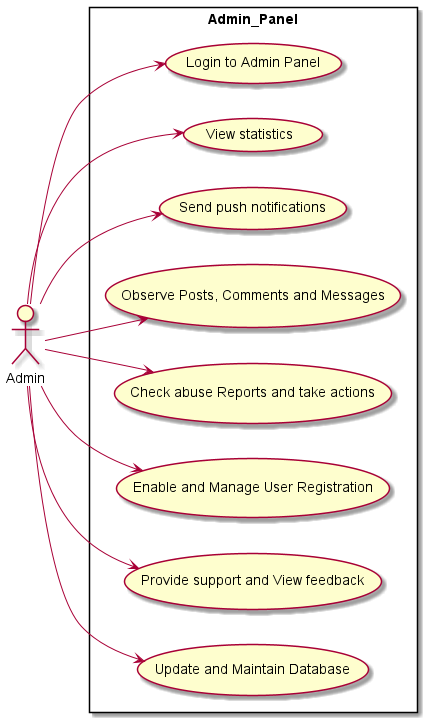 Admin_Panel
Login to Admin Panel
View statistics
Send push notifications
Observe Posts, Comments and Messages
Admin
Check abuse Reports and take actions
Enable and Manage User Registration
Provide support and View feedback
Update and Maintain Database